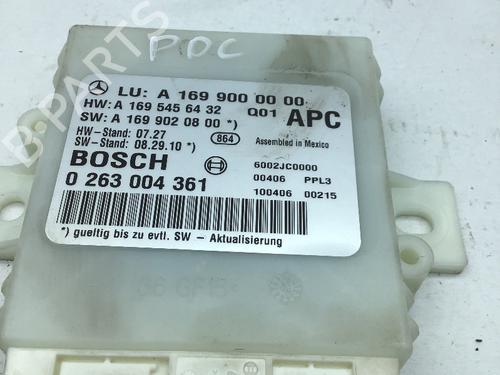 PDC
B-PARTS
LU: A 169 900 00 00
HW: A 169 545 64 32 Q01 APC
SW: A 169 902 08 00 *)
HW-Stand: 07.27 864 Assembled in Mexico
SW-Stand: 08.29.10 *)
BOSCH 6002JC0000
0 263 004 361 00406 PPL3
100406 00215
*) gueltig bis zu evtl. SW - Aktualisierung